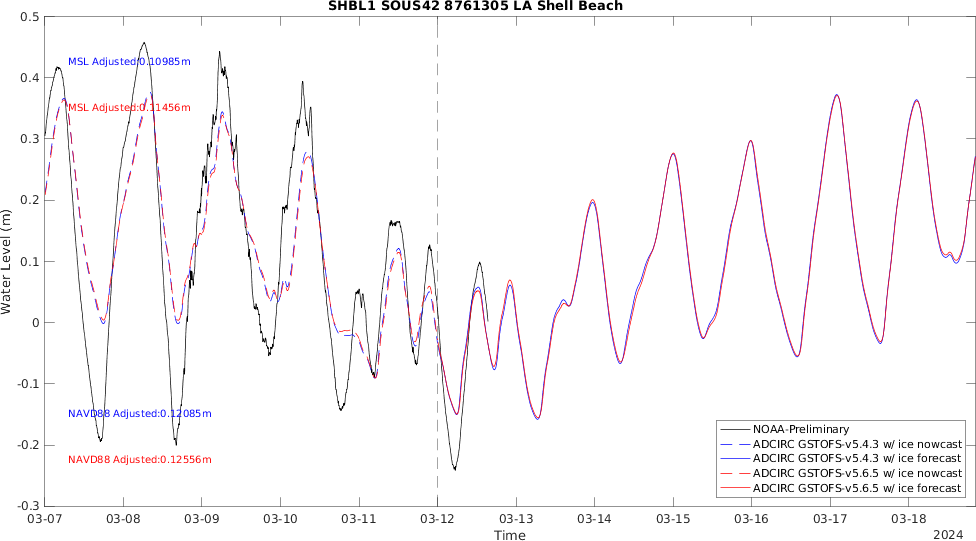 SHBL1 SOUS42 8761305 LA Shell Beach
Water Level (m)
0.5
0.4
0.3
0.2
0.1
0
-0.1
-0.2
-0.3
MSL Adjusted:0.10985m
MSL Adjusted:0.11456m
NAVD88 Adjusted:0.12085m
NAVD88 Adjusted:0.12556m
NOAA-Preliminary
ADCIRC GSTOFS-v5.4.3 w/ ice nowcast
ADCIRC GSTOFS-v5.4.3 w/ ice forecast
ADCIRC GSTOFS-v5.6.5 w/ ice nowcast
ADCIRC GSTOFS-v5.6.5 w/ ice forecast
03-07 03-08 03-09 03-10 03-11 03-12 03-13 03-14 03-15 03-16 03-17 03-18
Time
2024